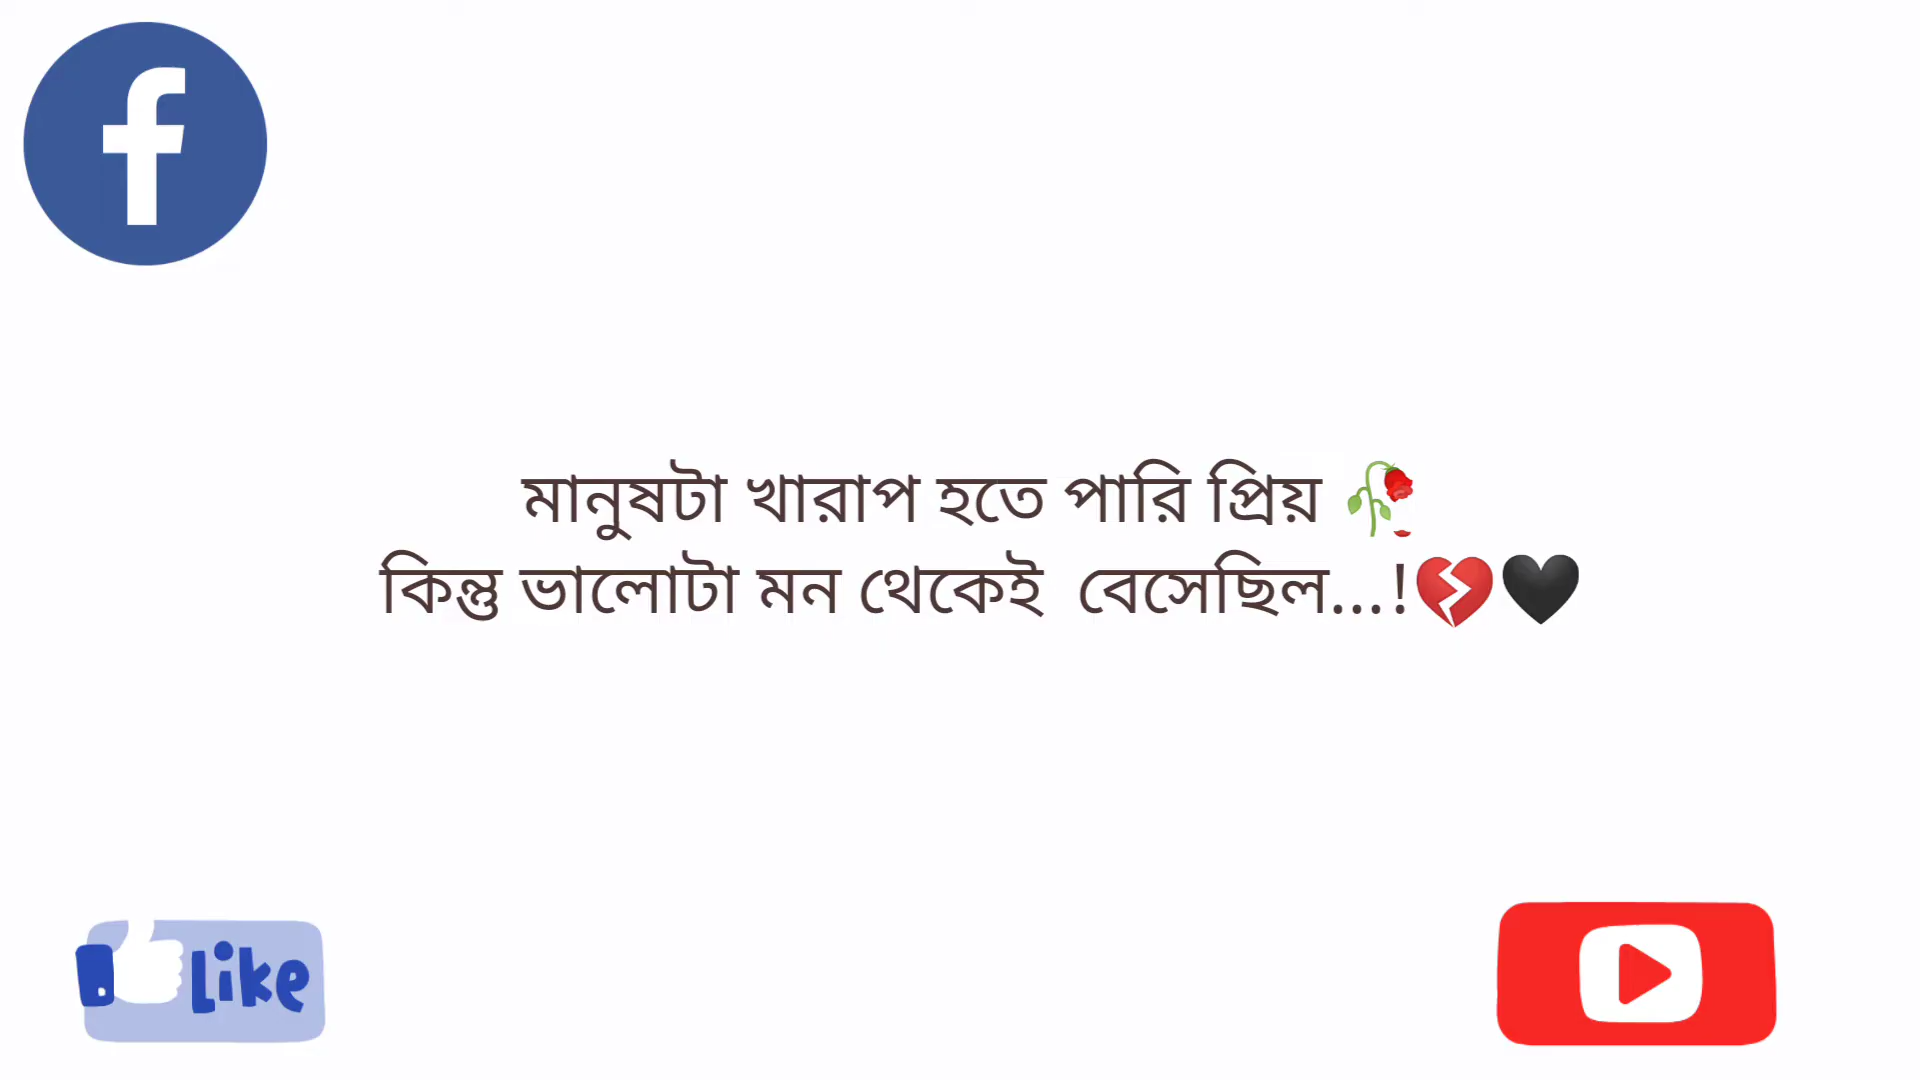 মানুষটা খারাপ হতে পারি প্রিয় 🥀
কিন্তু ভালোটা মন থেকেই  বেসেছিল...!💔🖤
Like